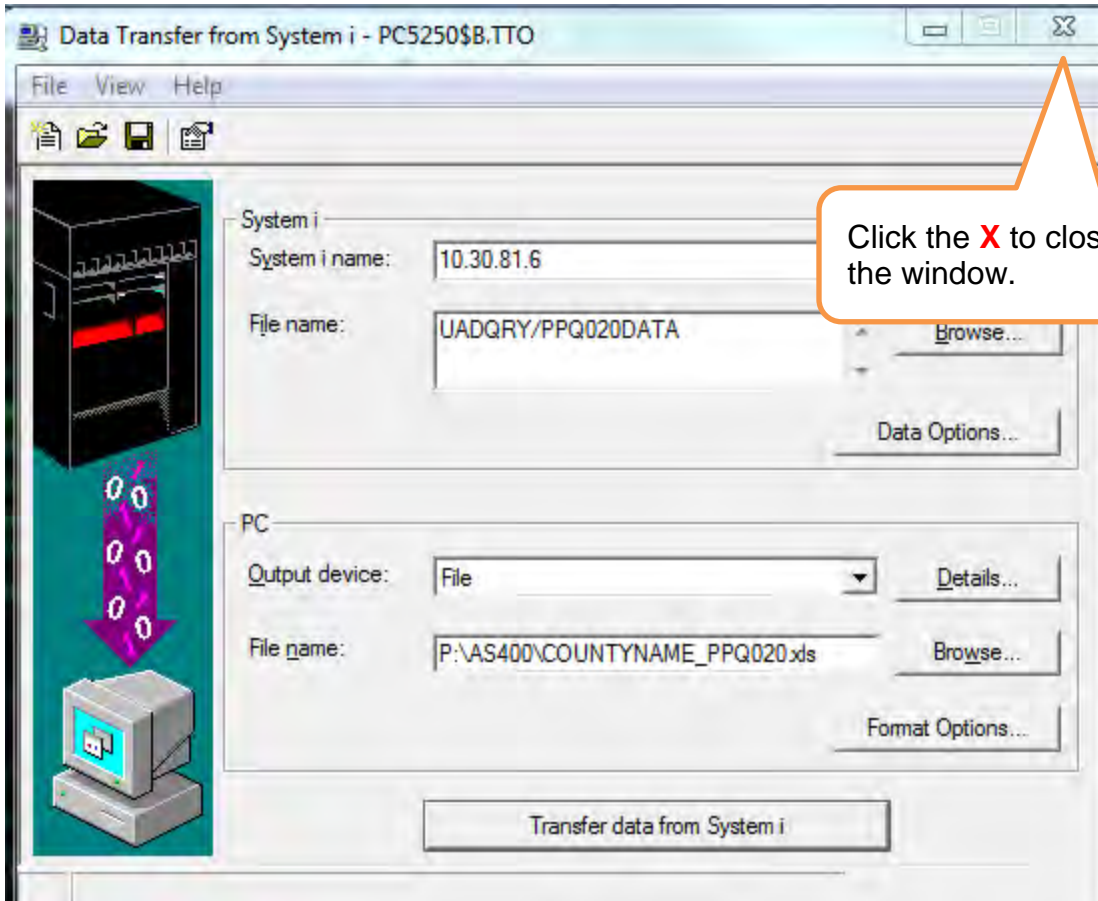 Data Transfer from System i - PC5250$B.TTO
File View Help
System i
System i name: 10.30.81.6
Click the X to clos
the window.
File name: UADQRY/PPQ020DATA Browse...
Data Options...
PC
Output device: File Details...
File name: P:\AS400\COUNTYNAME_PPQ020.xls Browse...
Format Options...
Transfer data from System i